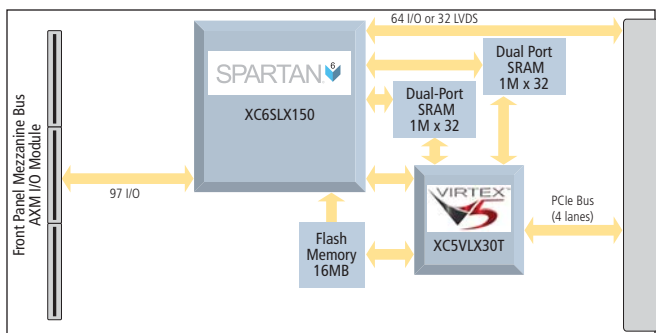 64 I/O or 32 LVDS
SPARTAN 6
XC6SLX150
Dual Port
SRAM
1M x 32
Dual-Port
SRAM
1M x 32
Front Panel Mezzanine Bus
AXM I/O Module
97 I/O
VIRTEX™
5
XC5VLX30T
PCIe Bus
(4 lanes)
Flash
Memory
16MB